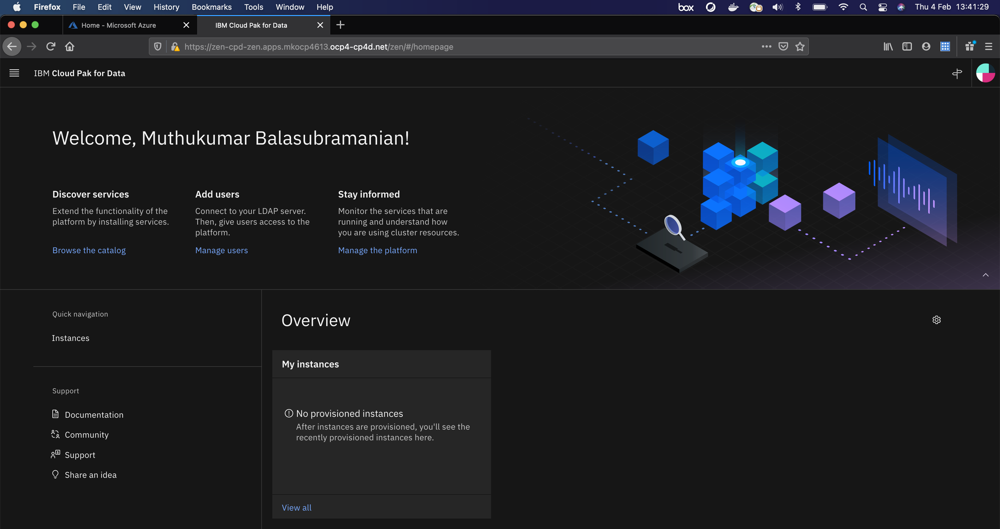 Firefox File Edit View History Bookmarks Tools Window Help box Thu 4 Feb 13:41:29
Home - Microsoft Azure IBM Cloud Pak for Data
https://zen-cpd-zen.apps.mkocp4613.ocp4-cp4d.net/zen/#/homepage
IBM Cloud Pak for Data
Welcome, Muthukumar Balasubramanian!
Discover services
Extend the functionality of the
platform by installing services.
Browse the catalog
Add users
Connect to your LDAP server.
Then, give users access to the
platform.
Manage users
Stay informed
Monitor the services that are
running and understand how
you are using cluster resources.
Manage the platform
Quick navigation
Instances
Support
Documentation
Community
Support
Share an idea
Overview
My instances
No provisioned instances
After instances are provisioned, you'll see the
recently provisioned instances here.
View all